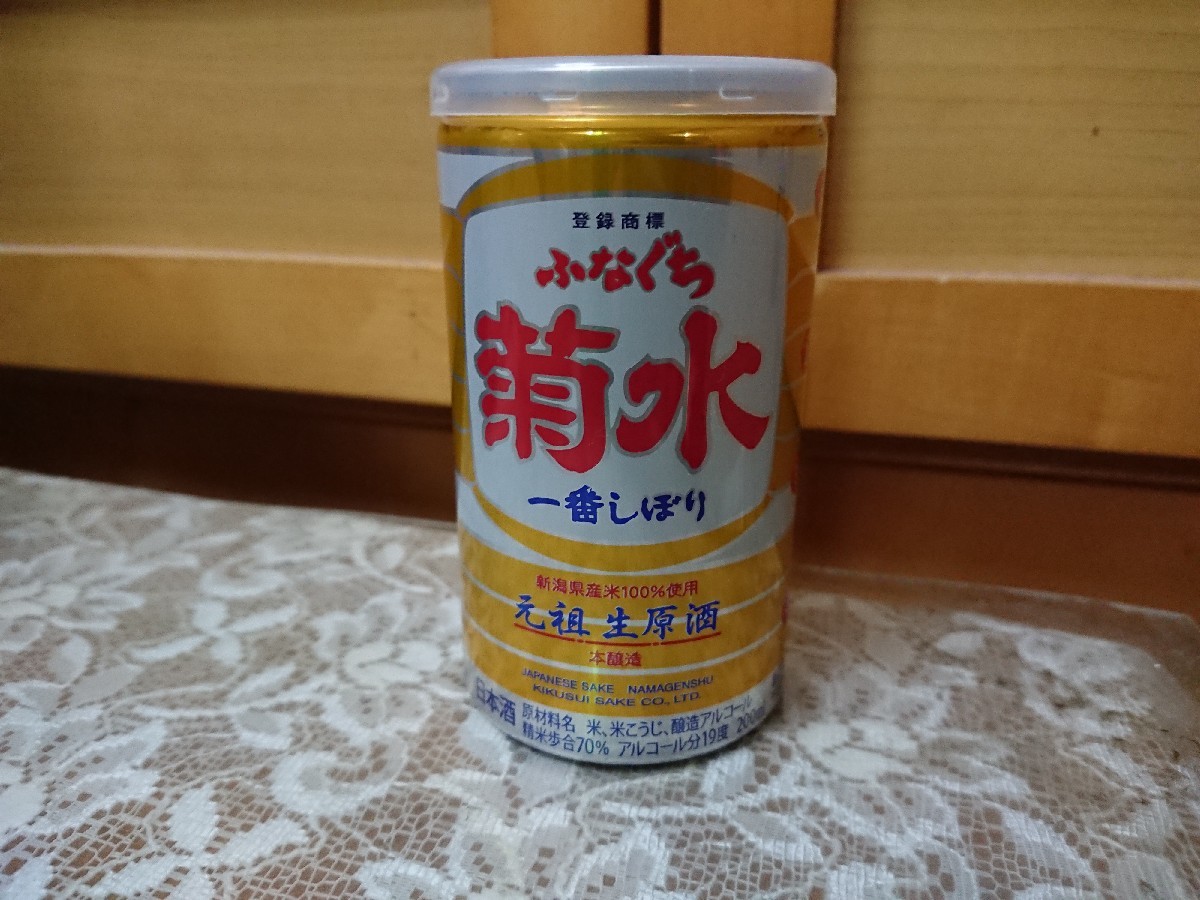 登録商標
ふなぐち
菊水
一番しぼり
新潟県産米100%使用
元祖 生原酒
本醸造
JAPANESE SAKE NAMAGENSHU
KIKUSUI SAKE CO., LTD.
日本酒
原材料名 米、米こうじ、醸造アルコール
精米歩合70% アルコール分19度 200ml